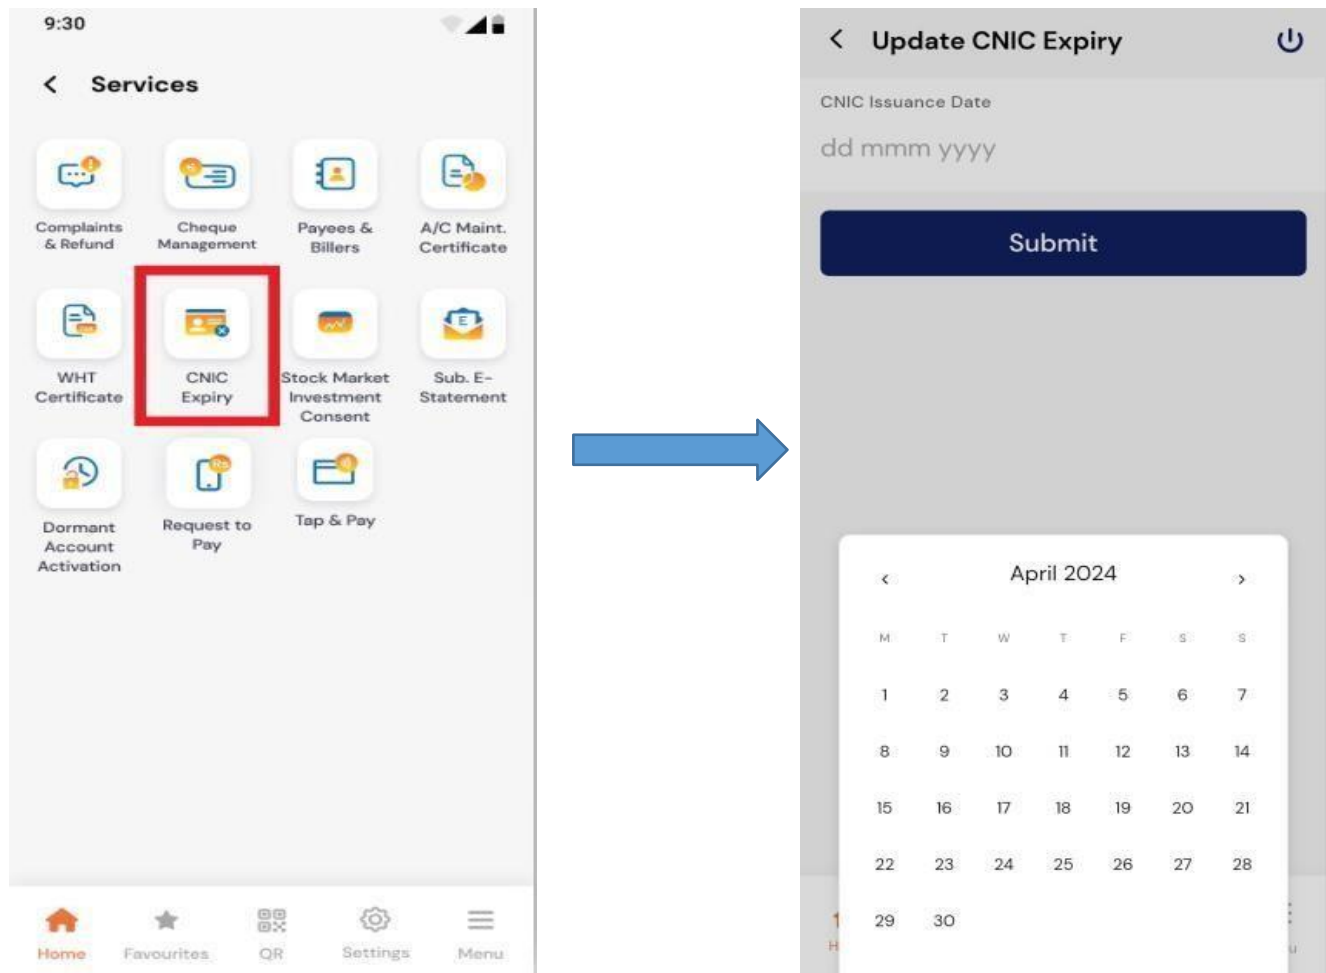 9:30
Services
Complaints
& Refund
Cheque
Management
Payees &
Billers
A/C Maint.
Certificate
WHT
Certificate
CNIC
Expiry
Stock Market
Investment
Consent
E
Sub. E-
Statement
Dormant
Account
Activation
Rs
Request to
Pay
Tap & Pay
Home
Favourites
QR
Settings
Menu
Update CNIC Expiry
CNIC Issuance Date
dd mmm yyyy
Submit
April 2024
M T W T F S S
1 2 3 4 5 6 7
8 9 10 11 12 13 14
15 16 17 18 19 20 21
22 23 24 25 26 27 28
29 30
H
u